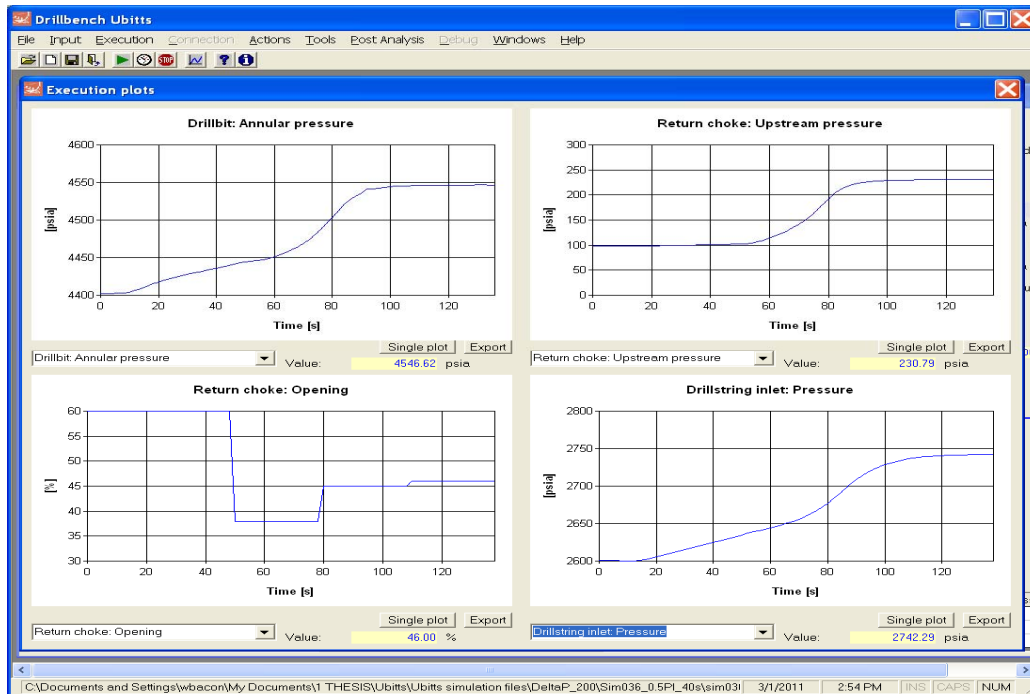 Drillbench Ubitts
File Input Execution Connection Actions Tools Post Analysis Debug Windows Help
STOP ? i
Execution plots
Drillbit: Annular pressure
4600
4550
4500
4450
4400
[psia]
0 20 40 60 80 100 120
Time [s]
Single plot Export
Drillbit: Annular pressure Value: 4546.62 psia
Return choke: Upstream pressure
300
250
200
150
100
50
0
[psia]
0 20 40 60 80 100 120
Time [s]
Single plot Export
Return choke: Upstream pressure Value: 230.79 psia
Return choke: Opening
60
55
50
45
40
35
30
[%]
0 20 40 60 80 100 120
Time [s]
Single plot Export
Return choke: Opening Value: 46.00 %
Drillstring inlet: Pressure
2800
2750
2700
2650
2600
[psia]
0 20 40 60 80 100 120
Time [s]
Single plot Export
Drillstring inlet: Pressure Value: 2742.29 psia
C:\Documents and Settings\wbacon\My Documents\1 THESIS\Ubitts\Ubitts simulation files\DeltaP_200\Sim036_0.5PI_40s\sim03 3/1/2011 2:54 PM INS CAPS NUM